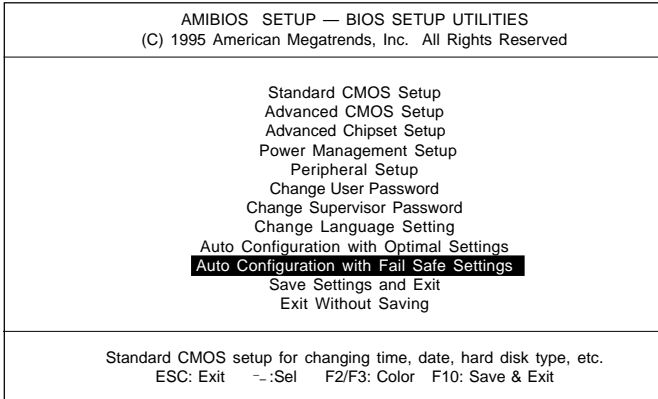 AMIBIOS SETUP — BIOS SETUP UTILITIES
(C) 1995 American Megatrends, Inc. All Rights Reserved
Standard CMOS Setup
Advanced CMOS Setup
Advanced Chipset Setup
Power Management Setup
Peripheral Setup
Change User Password
Change Supervisor Password
Change Language Setting
Auto Configuration with Optimal Settings
Auto Configuration with Fail Safe Settings
Save Settings and Exit
Exit Without Saving
Standard CMOS setup for changing time, date, hard disk type, etc.
ESC: Exit :Sel F2/F3: Color F10: Save & Exit